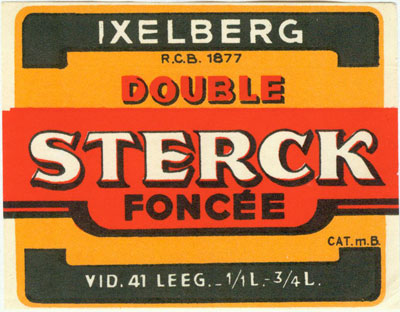 IXELBERG
R.C.B. 1877
DOUBLE
STERCK
FONCÉE
CAT. m. B.
VID. 41 LEEG. - 1/1 L. - 3/4 L.